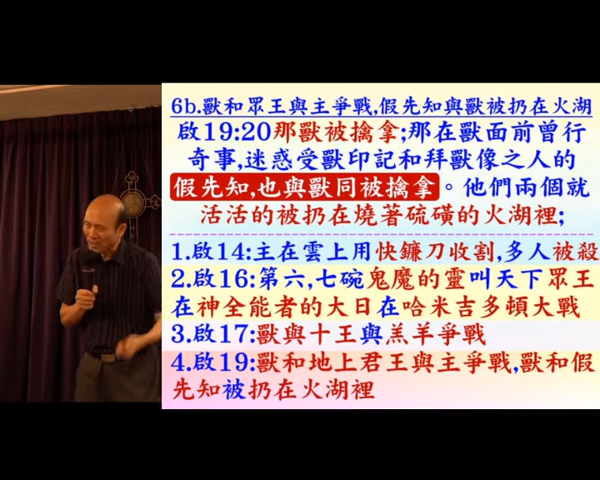 6b.獸和眾王與主爭戰,假先知與獸被扔在火湖
啟19:20那獸被擒拿;那在獸面前曾行
奇事,迷惑受獸印記和拜獸像之人的
假先知,也與獸同被擒拿。他們兩個就
活活的被扔在燒著硫磺的火湖裡;
1.啟14:主在雲上用快鐮刀收割,多人被殺
2.啟16:第六,七碗鬼魔的靈叫天下眾王
在神全能者的大日在哈米吉多頓大戰
3.啟17:獸與十王與羔羊爭戰
4.啟19:獸和地上君王與主爭戰,獸和假
先知被扔在火湖裡